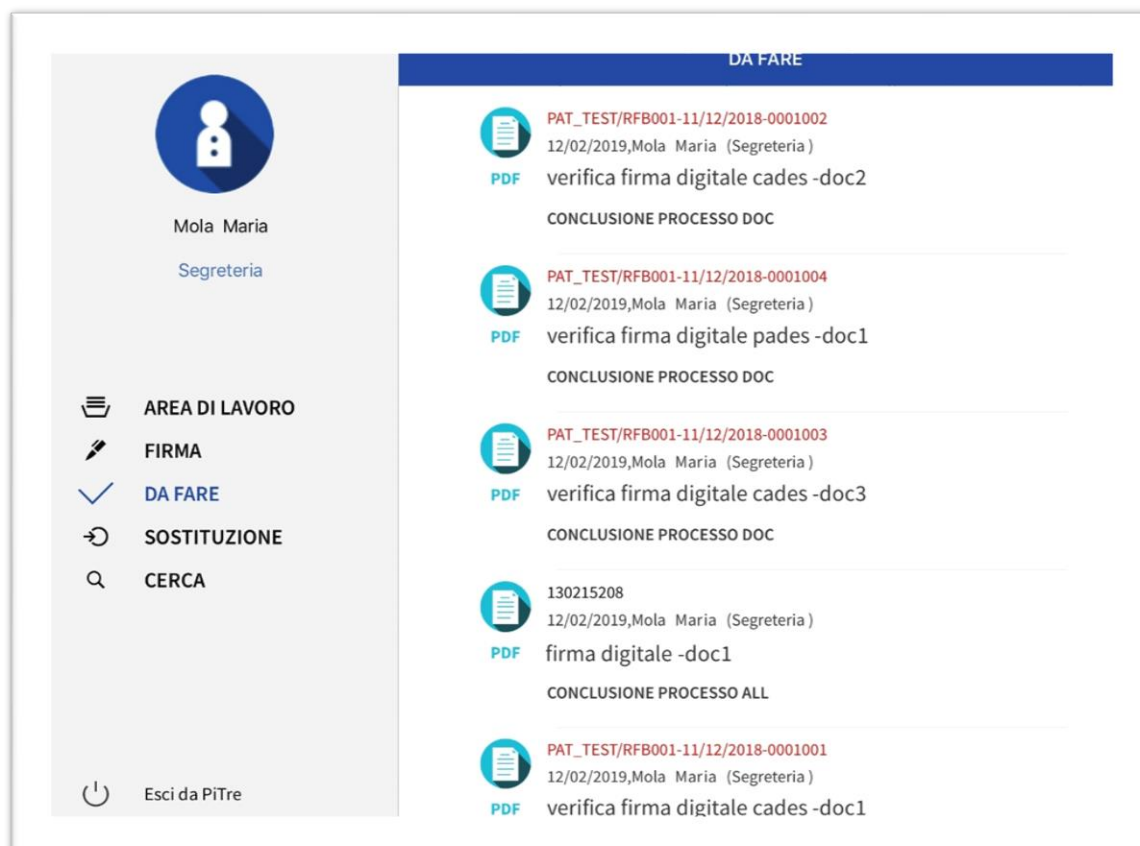 Mola Maria
Segreteria
AREA DI LAVORO
FIRMA
DA FARE
SOSTITUZIONE
CERCA
Esci da PiTre
DA FARE
PAT_TEST/RFB001-11/12/2018-0001002
12/02/2019,Mola Maria (Segreteria)
PDF verifica firma digitale cades -doc2
CONCLUSIONE PROCESSO DOC
PAT_TEST/RFB001-11/12/2018-0001004
12/02/2019,Mola Maria (Segreteria)
PDF verifica firma digitale pades -doc1
CONCLUSIONE PROCESSO DOC
PAT_TEST/RFB001-11/12/2018-0001003
12/02/2019,Mola Maria (Segreteria)
PDF verifica firma digitale cades -doc3
CONCLUSIONE PROCESSO DOC
130215208
12/02/2019,Mola Maria (Segreteria)
PDF firma digitale -doc1
CONCLUSIONE PROCESSO ALL
PAT_TEST/RFB001-11/12/2018-0001001
12/02/2019,Mola Maria (Segreteria)
PDF verifica firma digitale cades -doc1